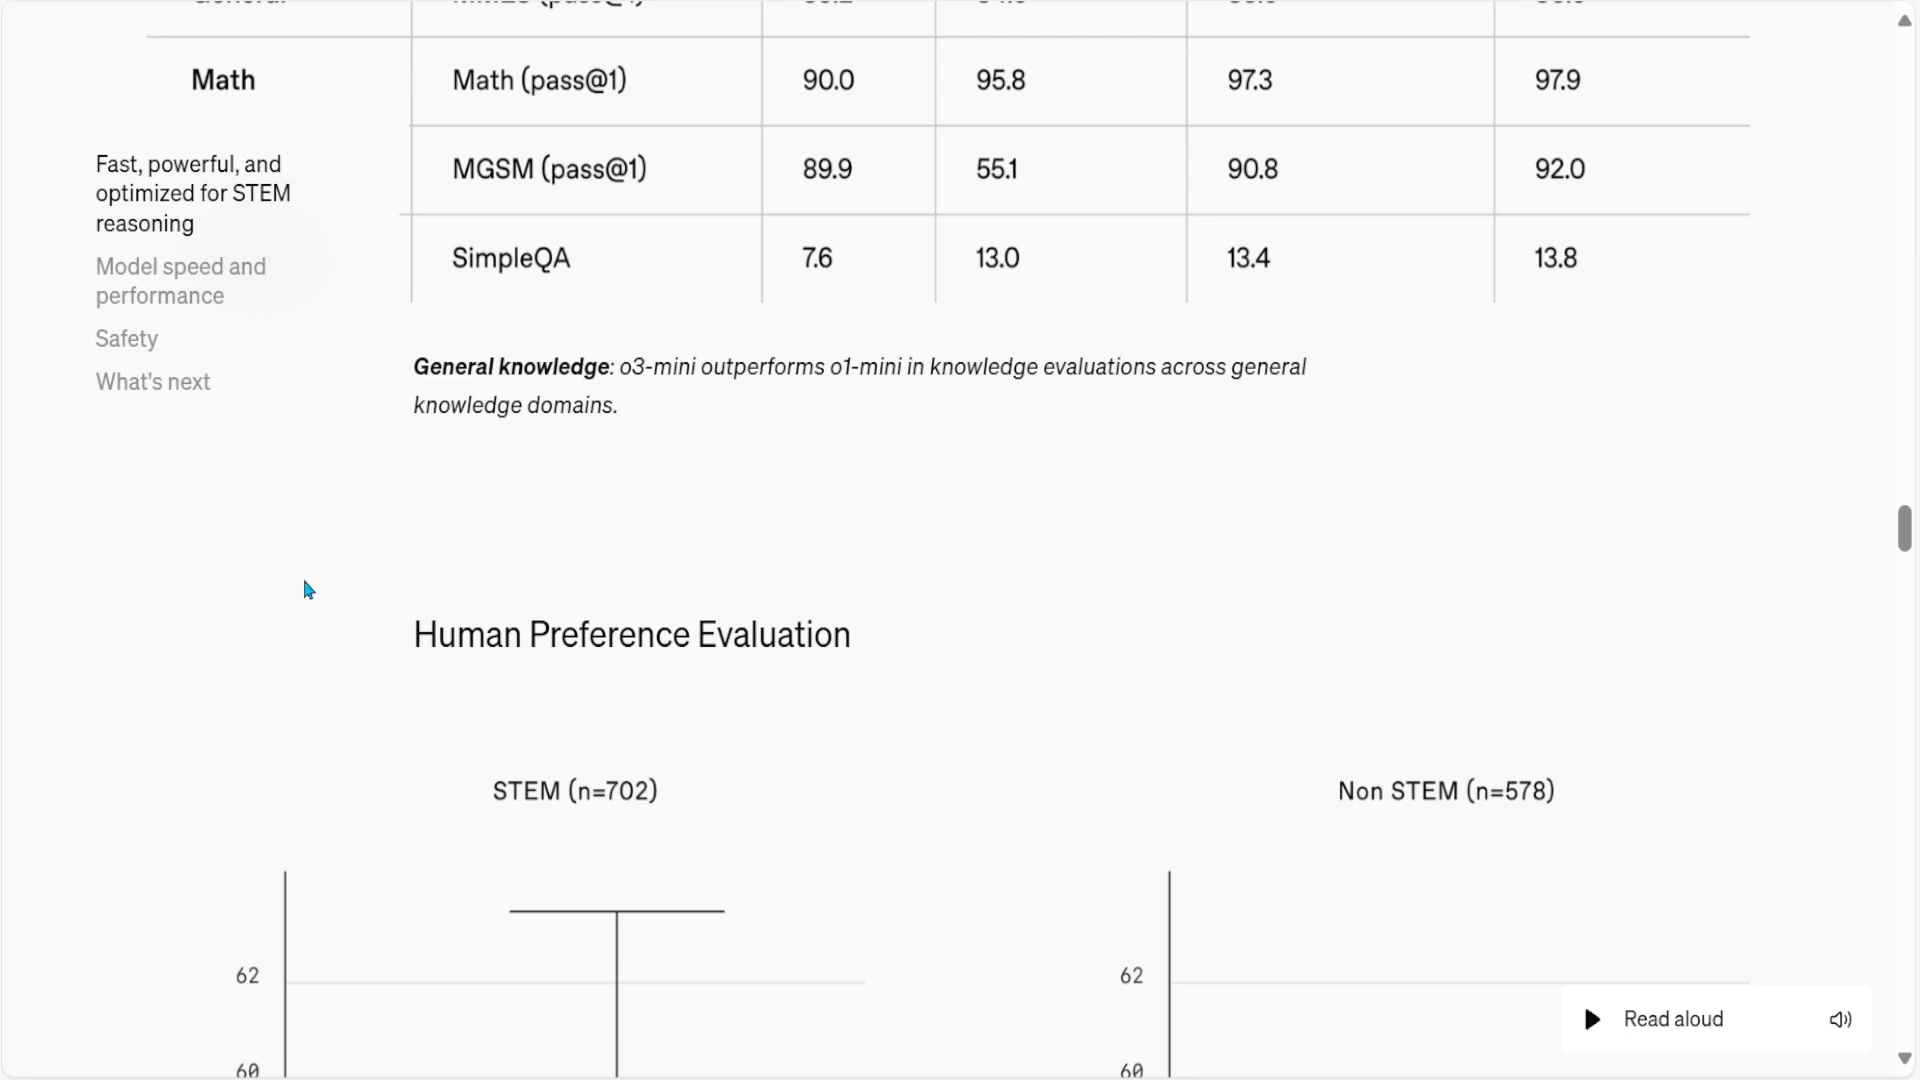 Math Math (pass@1) 90.0 95.8 97.3 97.9
MGSM (pass@1) 89.9 55.1 90.8 92.0
SimpleQA 7.6 13.0 13.4 13.8
Fast, powerful, and
optimized for STEM
reasoning
Model speed and
performance
Safety
What's next
General knowledge: o3-mini outperforms o1-mini in knowledge evaluations across general
knowledge domains.
Human Preference Evaluation
STEM (n=702)
Non STEM (n=578)
62
60
62
60
Read aloud